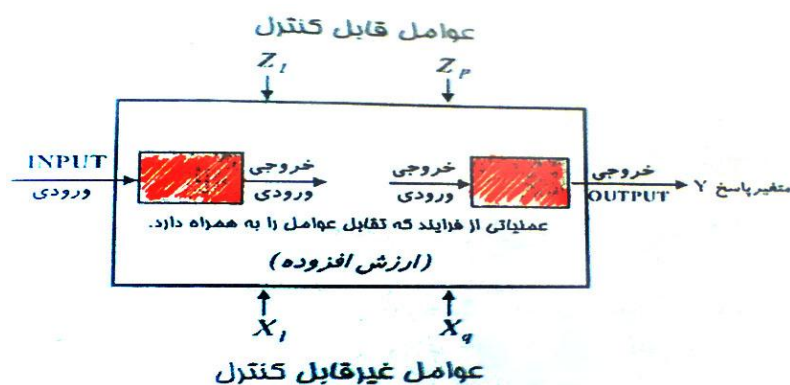 عوامل قابل کنترل
Z1 Zp
INPUT
ورودی
خروجی
ورودی
خروجی
ورودی
خروجی
OUTPUT
Y متغیر پاسخ
عملیاتی از فرایند که تقابل عوامل را به همراه دارد.
(ارزش افزوده)
X1 Xq
عوامل غیرقابل کنترل